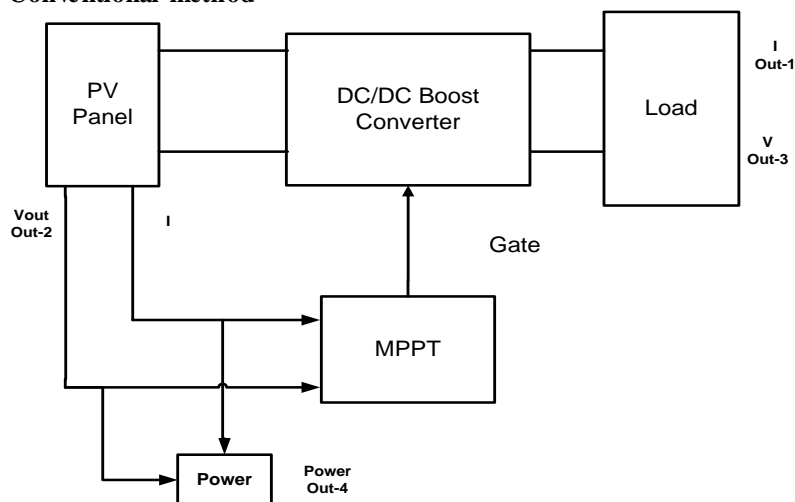 Conventional method
PV
Panel
DC/DC Boost
Converter
Load
I
Out-1
V
Out-3
Vout
Out-2
I
Gate
MPPT
Power
Power
Out-4